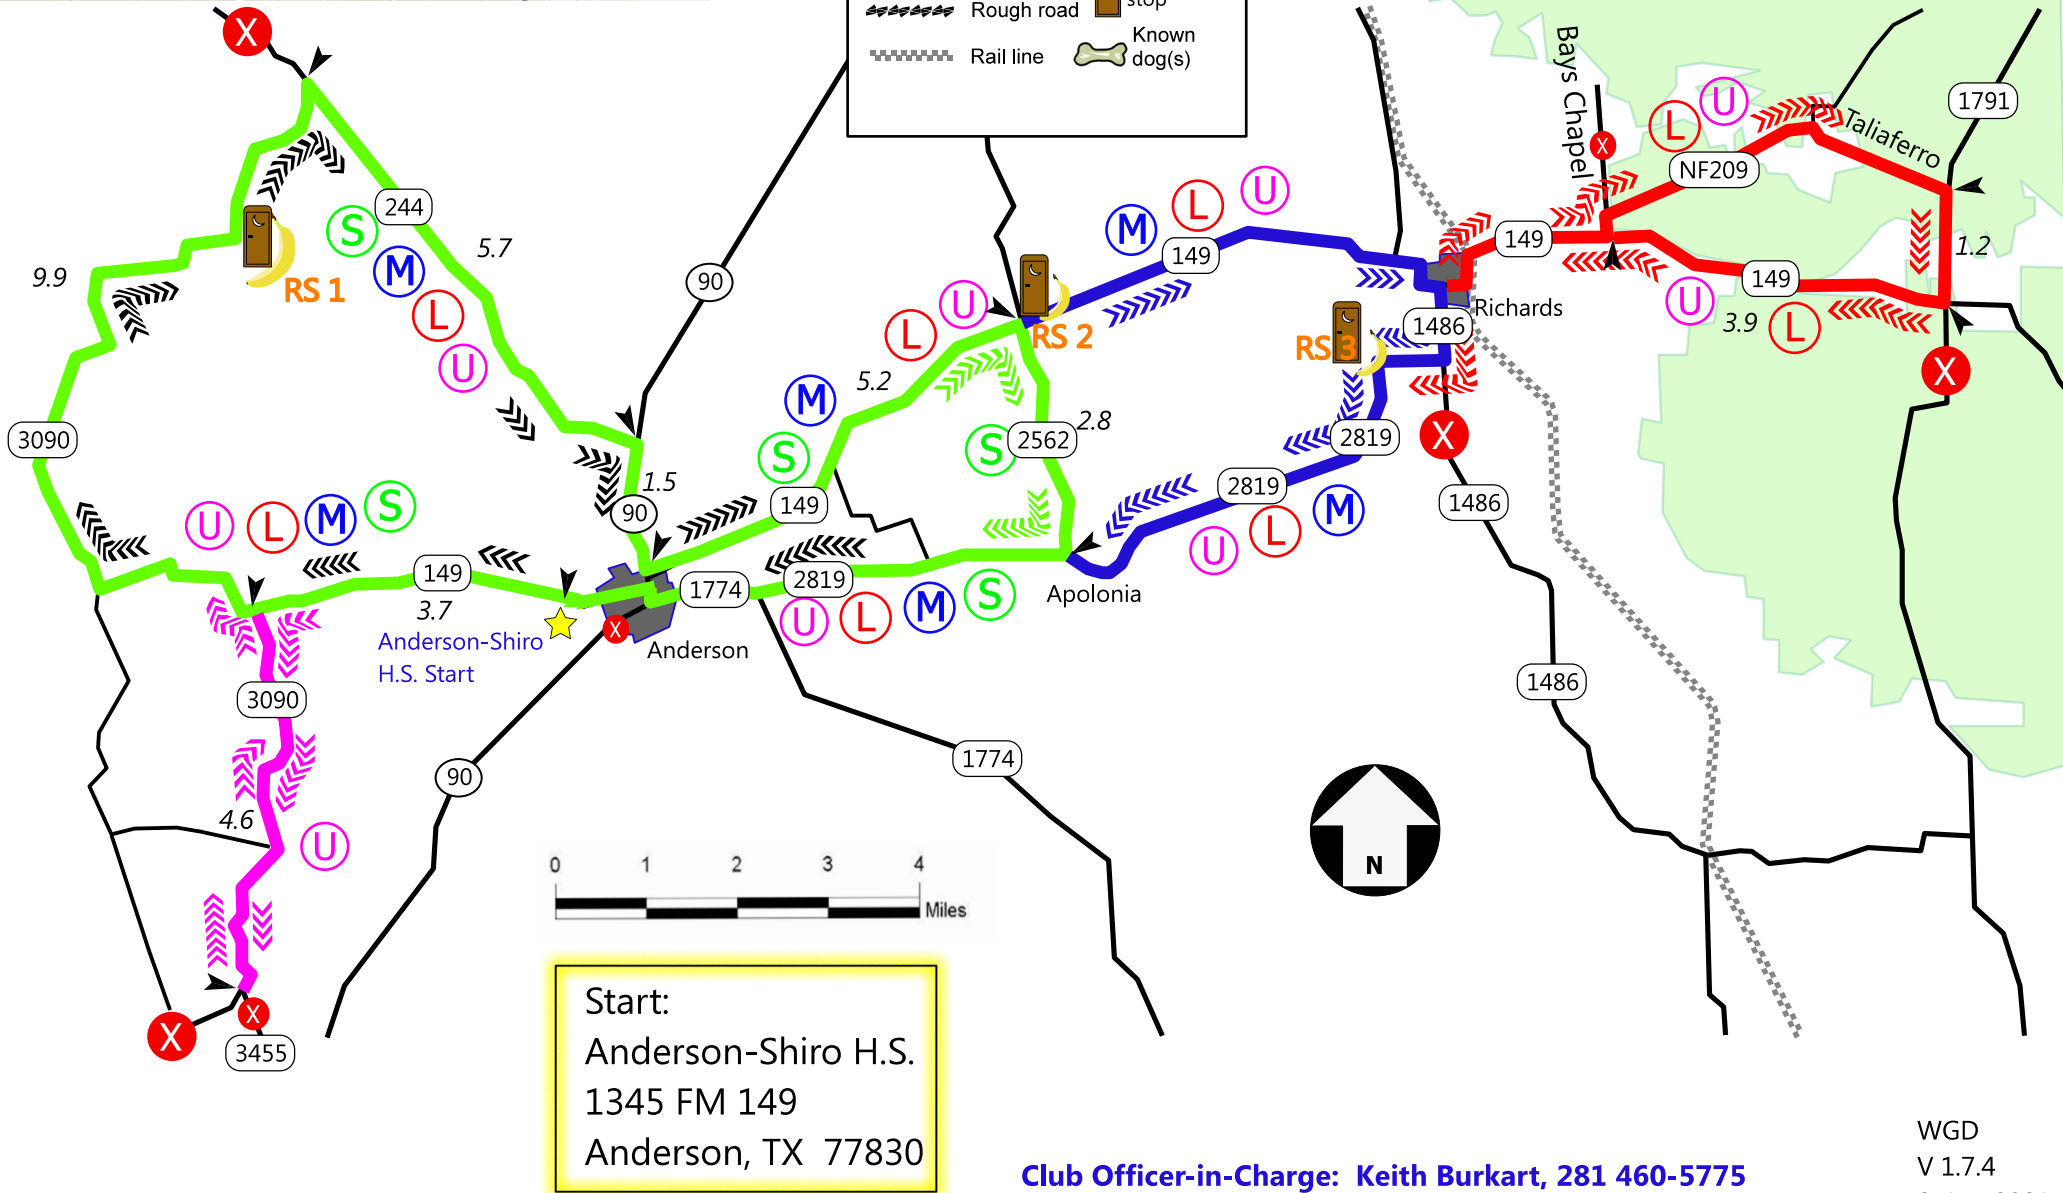 Rough road
stop
Rail line
Known
dog(s)
X
Bays Chapel
X
L
U
Taliaferro
1791
NF209
244
S
M
L
U
5.7
9.9
RS 1
90
M
L
U
149
149
149
1.2
U
3.9
L
X
Richards
1486
RS 3
RS 2
U
L
5.2
M
S
149
S
2562
2.8
2819
X
3090
1.5
90
U
L
M
S
2819
U
L
M
1486
149
3.7
Anderson-Shiro
H.S. Start
X
Anderson
1774
2819
U
L
M
S
Apolonia
3090
4.6
U
90
1774
1486
N
0 1 2 3 4
Miles
X
X
3455
Start:
Anderson-Shiro H.S.
1345 FM 149
Anderson, TX 77830
Club Officer-in-Charge: Keith Burkart, 281 460-5775
WGD
V 1.7.4